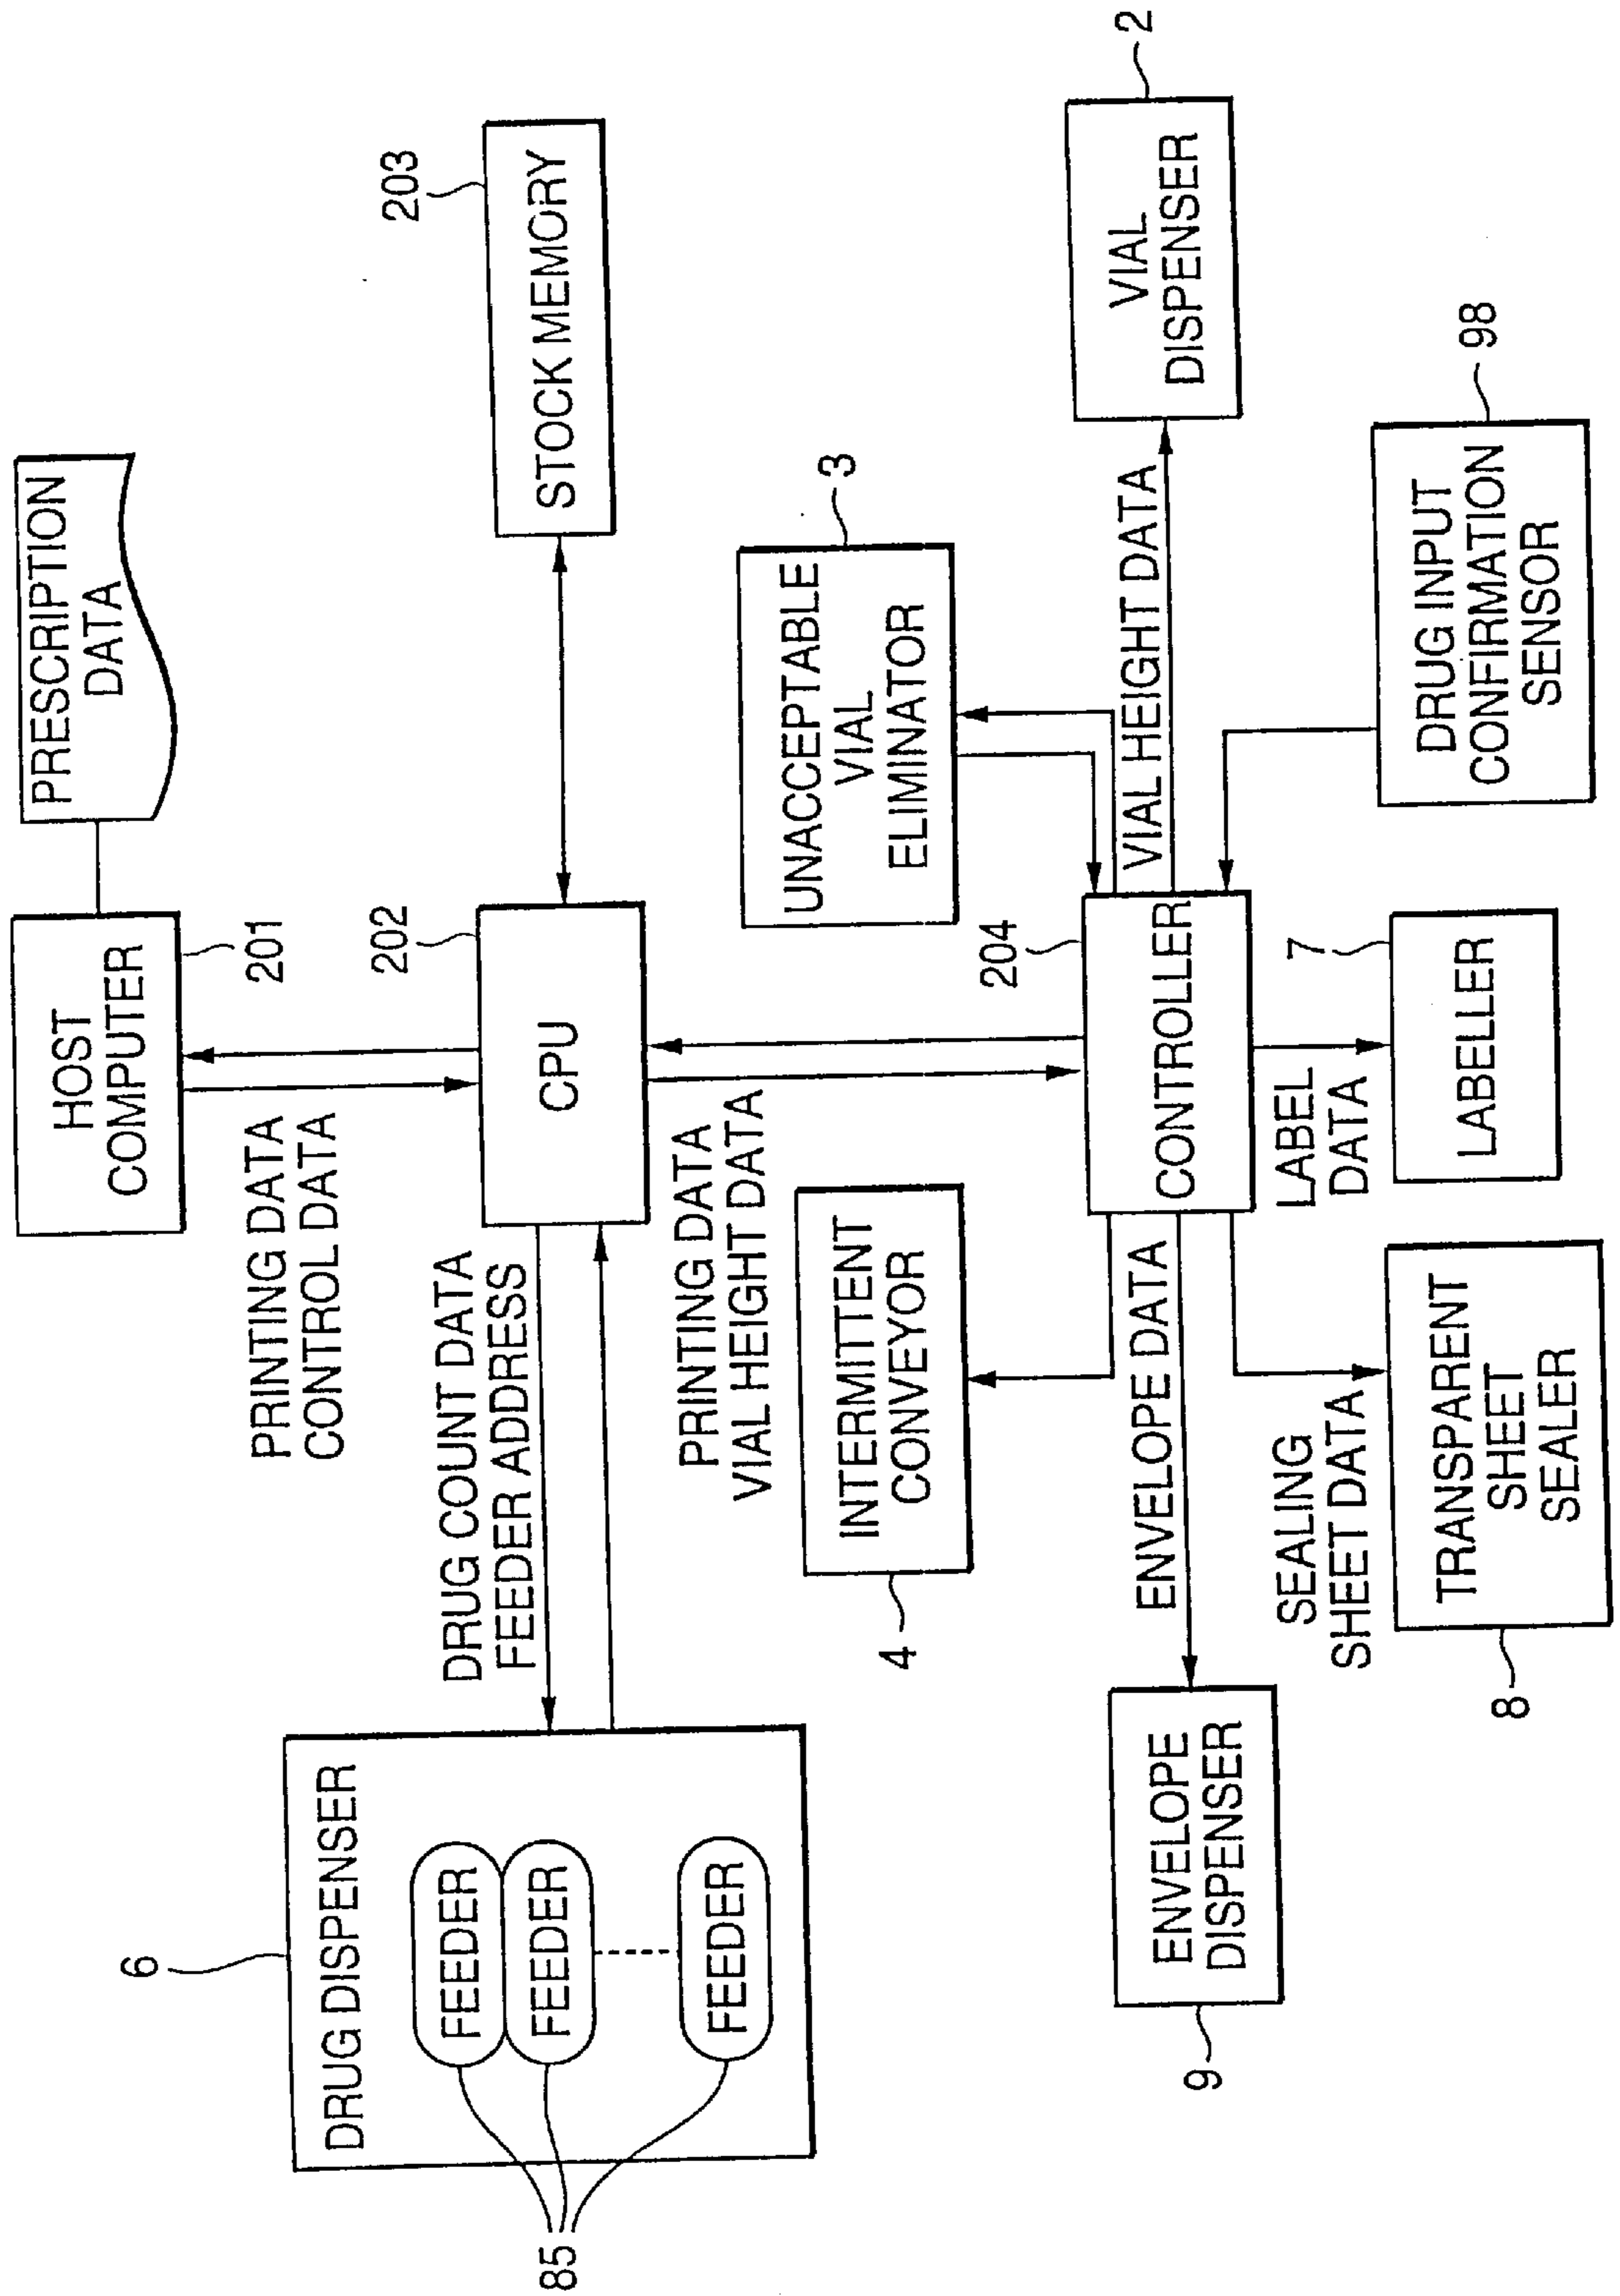 PRESCRIPTION
DATA
HOST
COMPUTER
201
PRINTING DATA
CONTROL DATA
202
CPU
203
STOCK MEMORY
6
DRUG DISPENSER
FEEDER
FEEDER
FEEDER
85
DRUG COUNT DATA
FEEDER ADDRESS
PRINTING DATA
VIAL HEIGHT DATA
3
UNACCEPTABLE
VIAL
ELIMINATOR
4
INTERMITTENT
CONVEYOR
204
CONTROLLER
VIAL HEIGHT DATA
2
VIAL
DISPENSER
9
ENVELOPE
DISPENSER
ENVELOPE DATA
SEALING
SHEET DATA
8
TRANSPARENT
SHEET
SEALER
LABEL
DATA
7
LABELLER
98
DRUG INPUT
CONFIRMATION
SENSOR